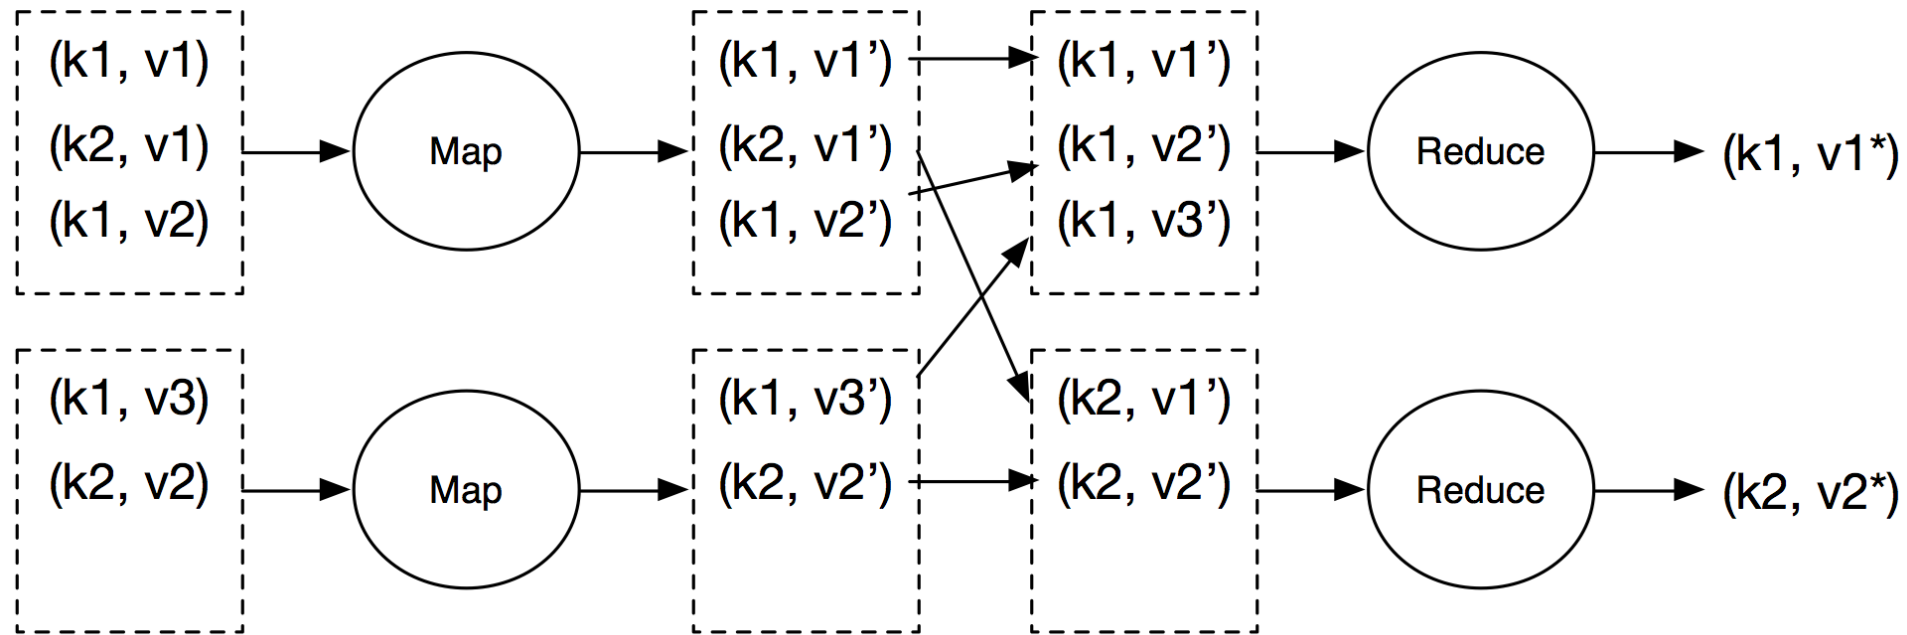 (k1, v1)
(k2, v1)
(k1, v2)
Map
(k1, v1’)
(k2, v1’)
(k1, v2’)
(k1, v1’)
(k1, v2’)
(k1, v3’)
Reduce
(k1, v1*)
(k1, v3)
(k2, v2)
Map
(k1, v3’)
(k2, v2’)
(k2, v1’)
(k2, v2’)
Reduce
(k2, v2*)